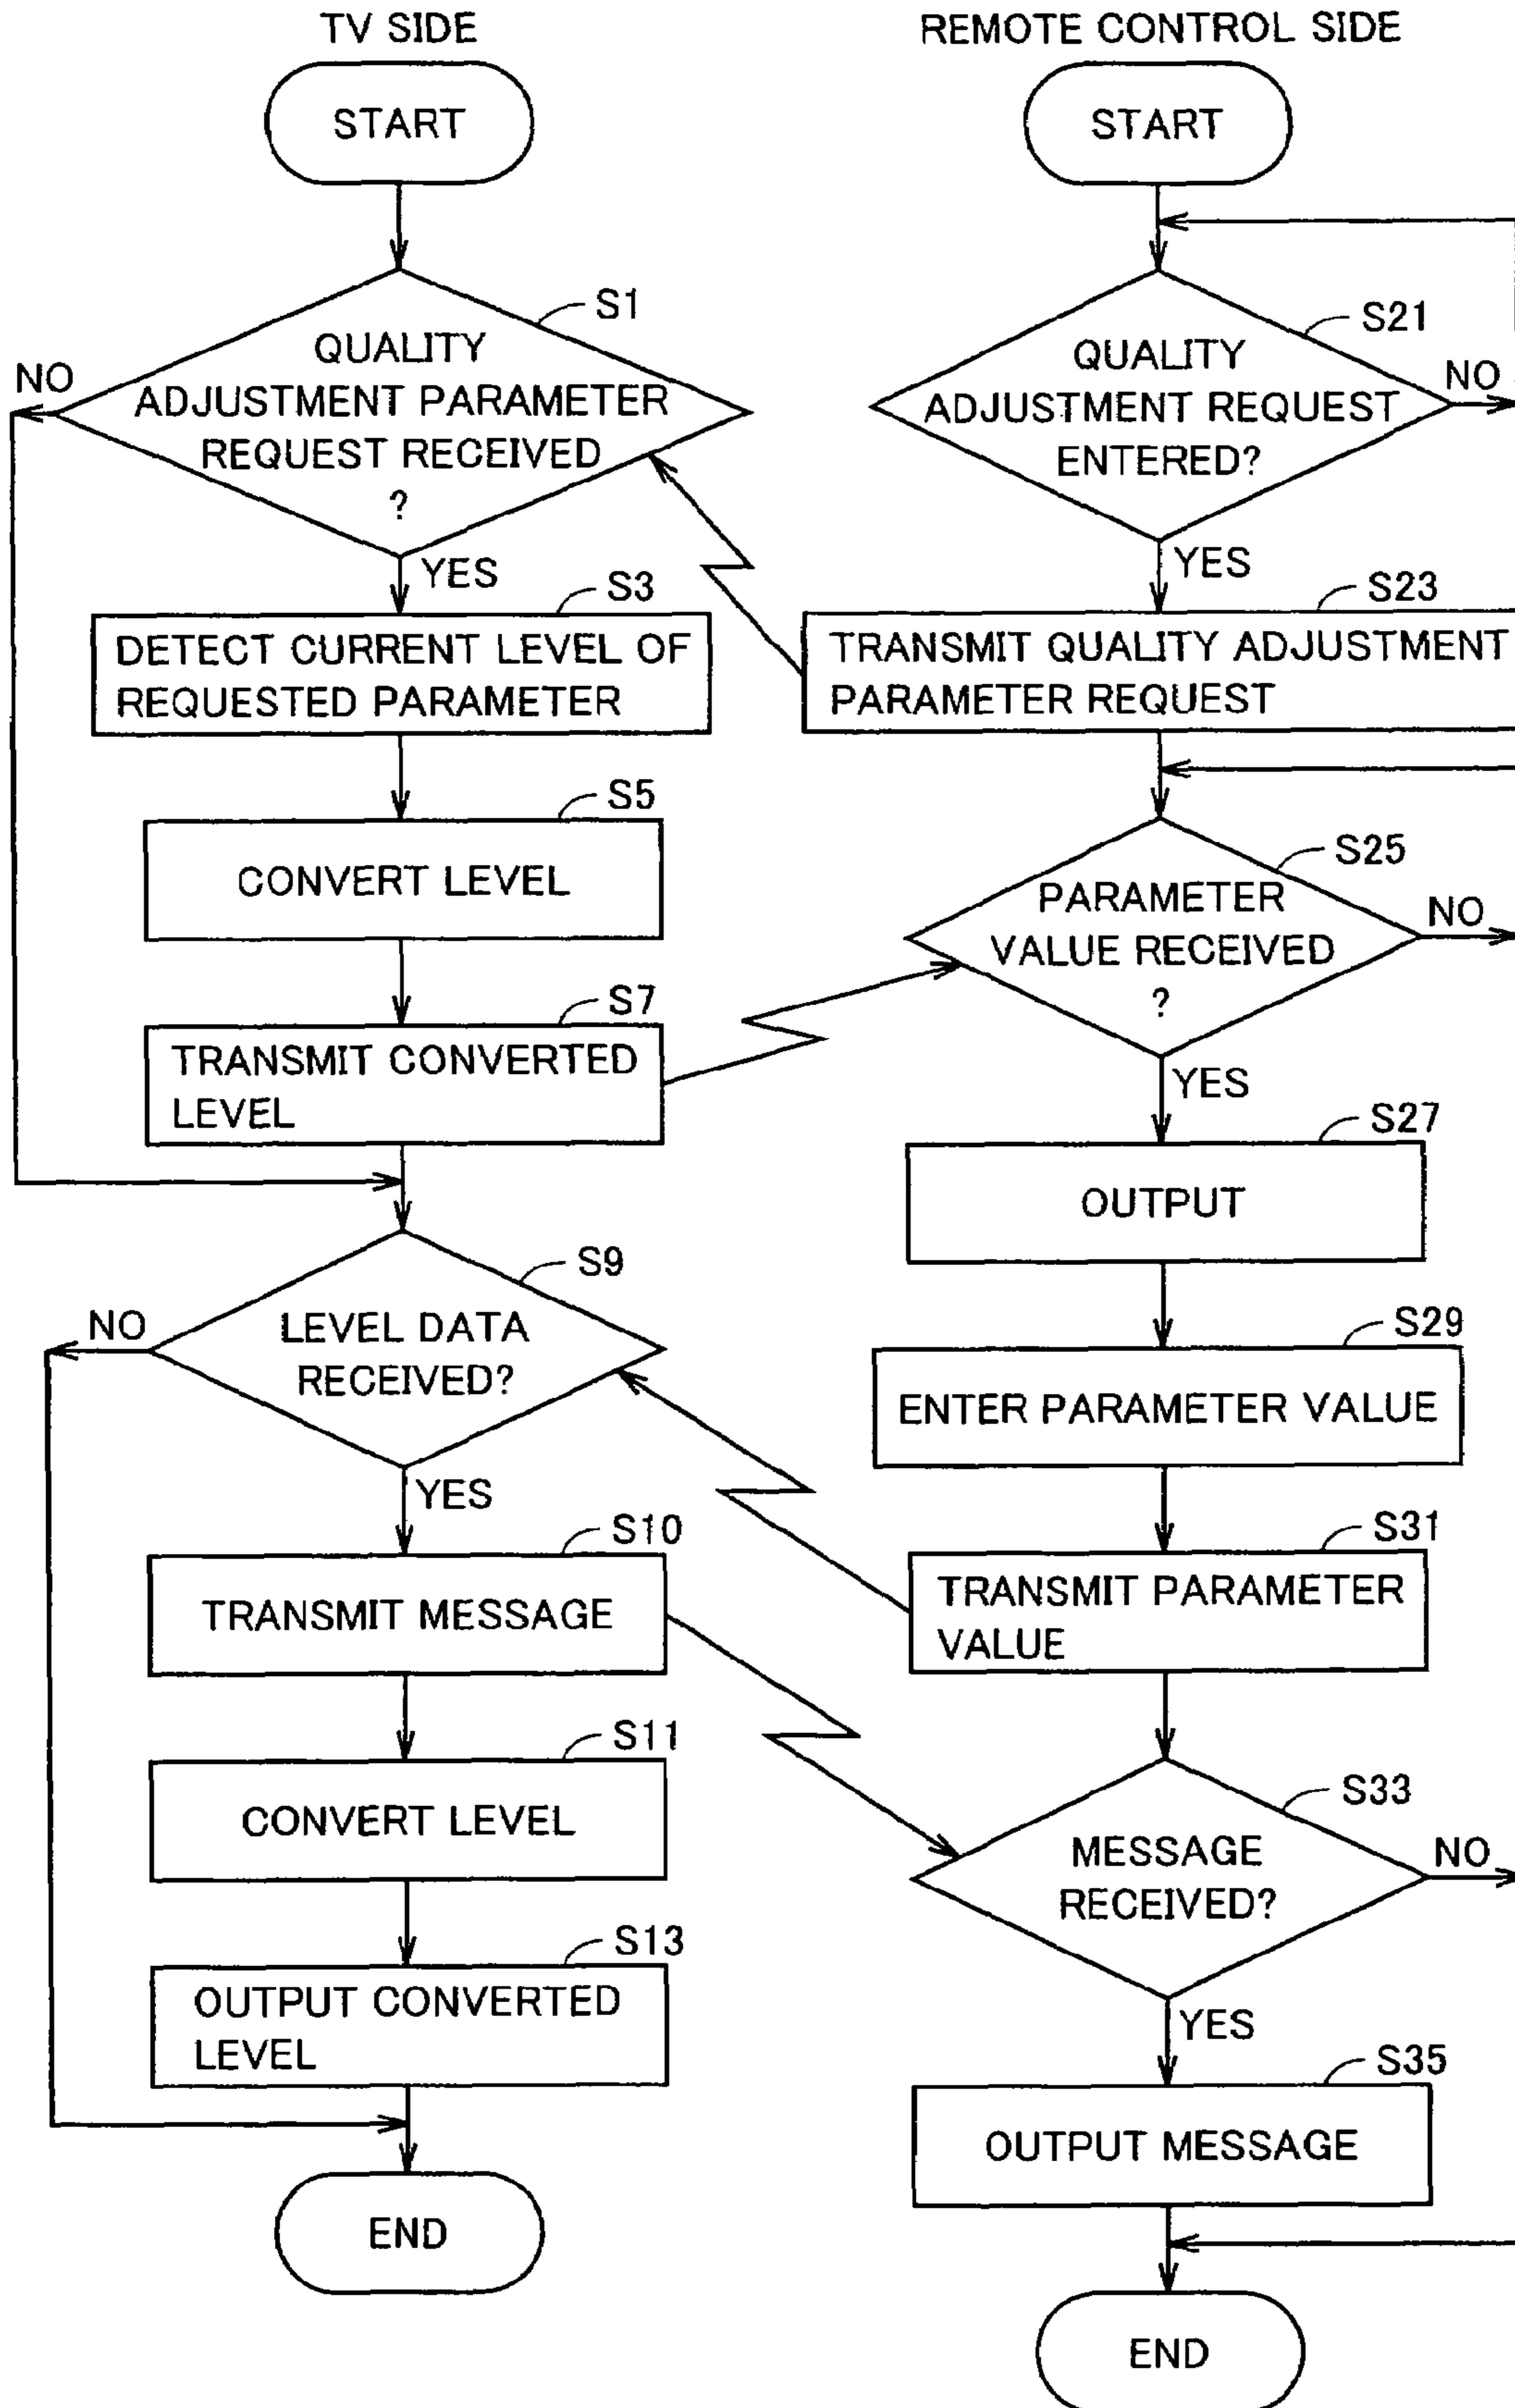 TV SIDE
START
S1
QUALITY
ADJUSTMENT PARAMETER
REQUEST RECEIVED
?
NO
YES
S3
DETECT CURRENT LEVEL OF
REQUESTED PARAMETER
S5
CONVERT LEVEL
S7
TRANSMIT CONVERTED
LEVEL
S9
LEVEL DATA
RECEIVED?
NO
YES
S10
TRANSMIT MESSAGE
S11
CONVERT LEVEL
S13
OUTPUT CONVERTED
LEVEL
END
REMOTE CONTROL SIDE
START
S21
QUALITY
ADJUSTMENT REQUEST
ENTERED?
NO
YES
S23
TRANSMIT QUALITY ADJUSTMENT
PARAMETER REQUEST
S25
PARAMETER
VALUE RECEIVED
?
NO
YES
S27
OUTPUT
S29
ENTER PARAMETER VALUE
S31
TRANSMIT PARAMETER
VALUE
S33
MESSAGE
RECEIVED?
NO
YES
S35
OUTPUT MESSAGE
END